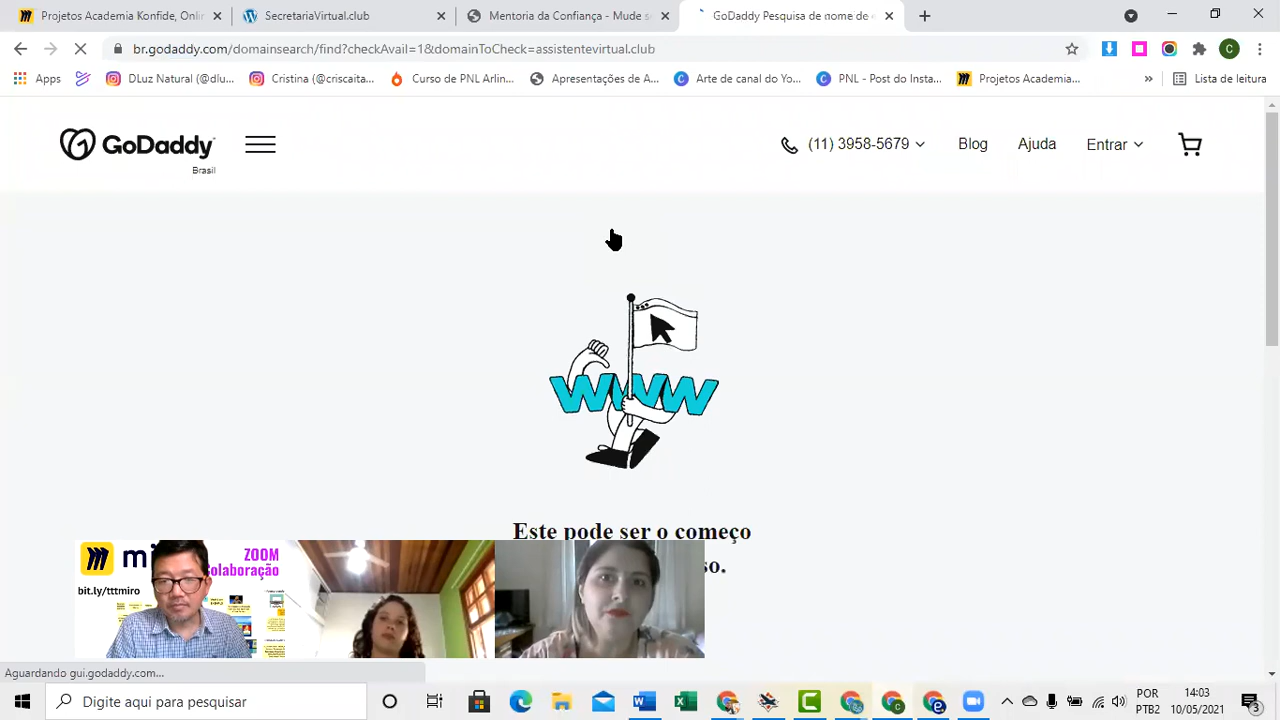 Projetos Academia Konfide, Onlin
SecretariaVirtual.club
Mentoria da Confiança - Mude s
GoDaddy Pesquisa de nome de
br.godaddy.com/domainsearch/find?checkAvail=1&domainToCheck=assistentevirtual.club
Apps
DLuz Natural (@dlu...
Cristina (@criscaita...
Curso de PNL Arlin...
Apresentações de A...
Arte de canal do Yo...
PNL - Post do Insta...
Projetos Academia...
»
Lista de leitura
GoDaddy
Brasil
(11) 3958-5679
Blog
Ajuda
Entrar
www
Este pode ser o começo
so.
mi
ZOOM
Colaboração
bit.ly/tttmiro
Aguardando gui.godaddy.com...
Digite aqui para pesquisar
POR
PTB2
14:03
10/05/2021
3